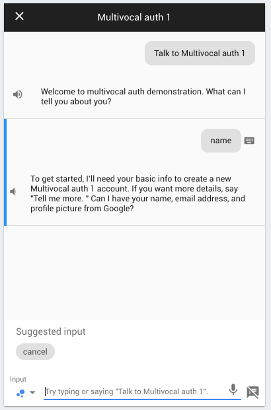 Multivocal auth 1
Talk to Multivocal auth 1
Welcome to multivocal auth demonstration. What can
I tell you about you?
name
To get started, I'll need your basic info to create a new
Multivocal auth 1 account. If you want more details, say
"Tell me more. " Can I have your name, email address, and
profile picture from Google?
Suggested input
cancel
Input
Try typing or saying "Talk to Multivocal auth 1".